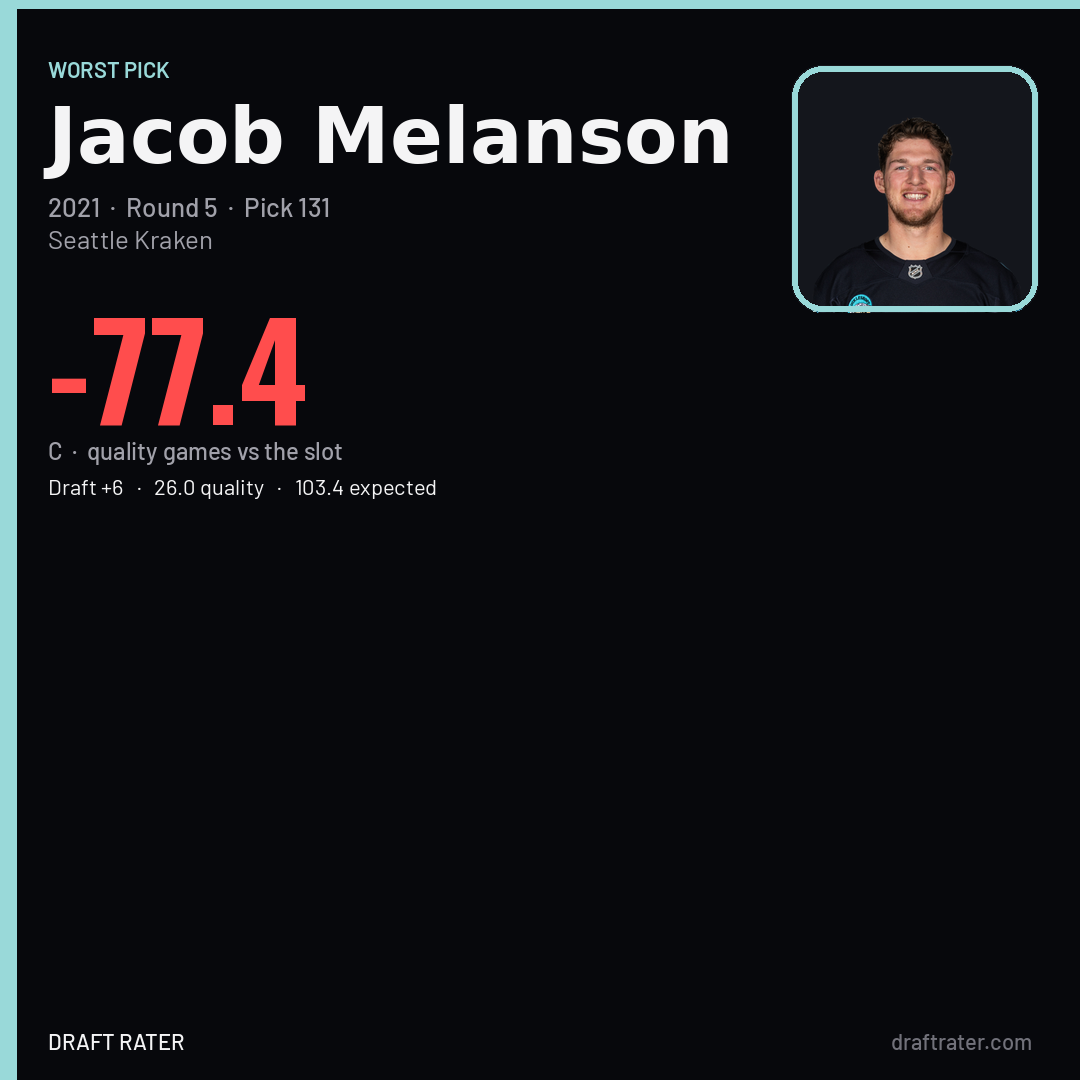 WORST PICK
Jacob Melanson
2021 · Round 5 · Pick 131
Seattle Kraken
-77.4
C · quality games vs the slot
Draft +6 · 26.0 quality · 103.4 expected
DRAFT RATER
draftrater.com